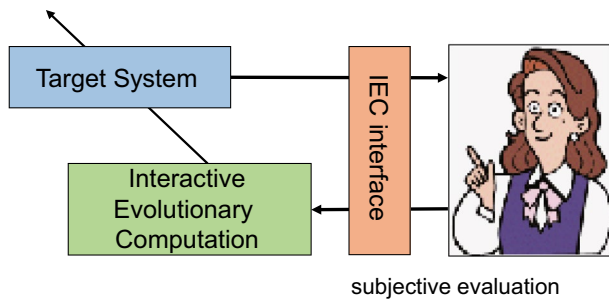 Target System
IEC interface
Interactive
Evolutionary
Computation
subjective evaluation